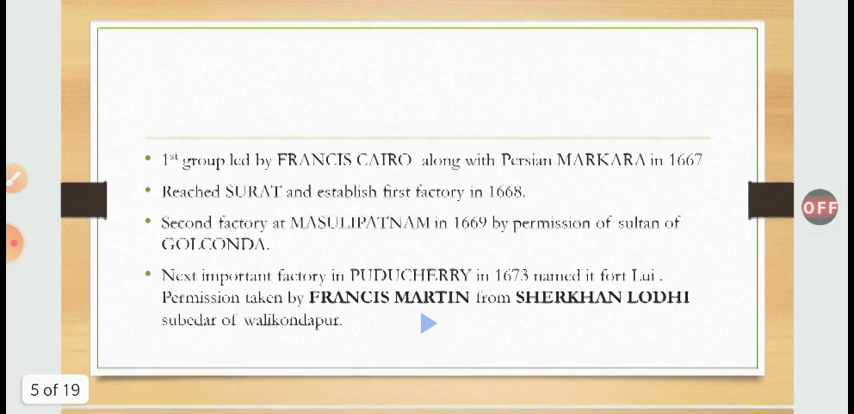 • 1st group led by FRANCIS CAIRO along with Persian MARKARA in 1667
• Reached SURAT and establish first factory in 1668.
• Second factory at MASULIPATNAM in 1669 by permission of sultan of
GOLCONDA.
• Next important factory in PUDUCHERRY in 1673 named it fort Lui .
Permission taken by FRANCIS MARTIN from SHERKHAN LODHI
subedar of walikondapur.
OFF
5 of 19